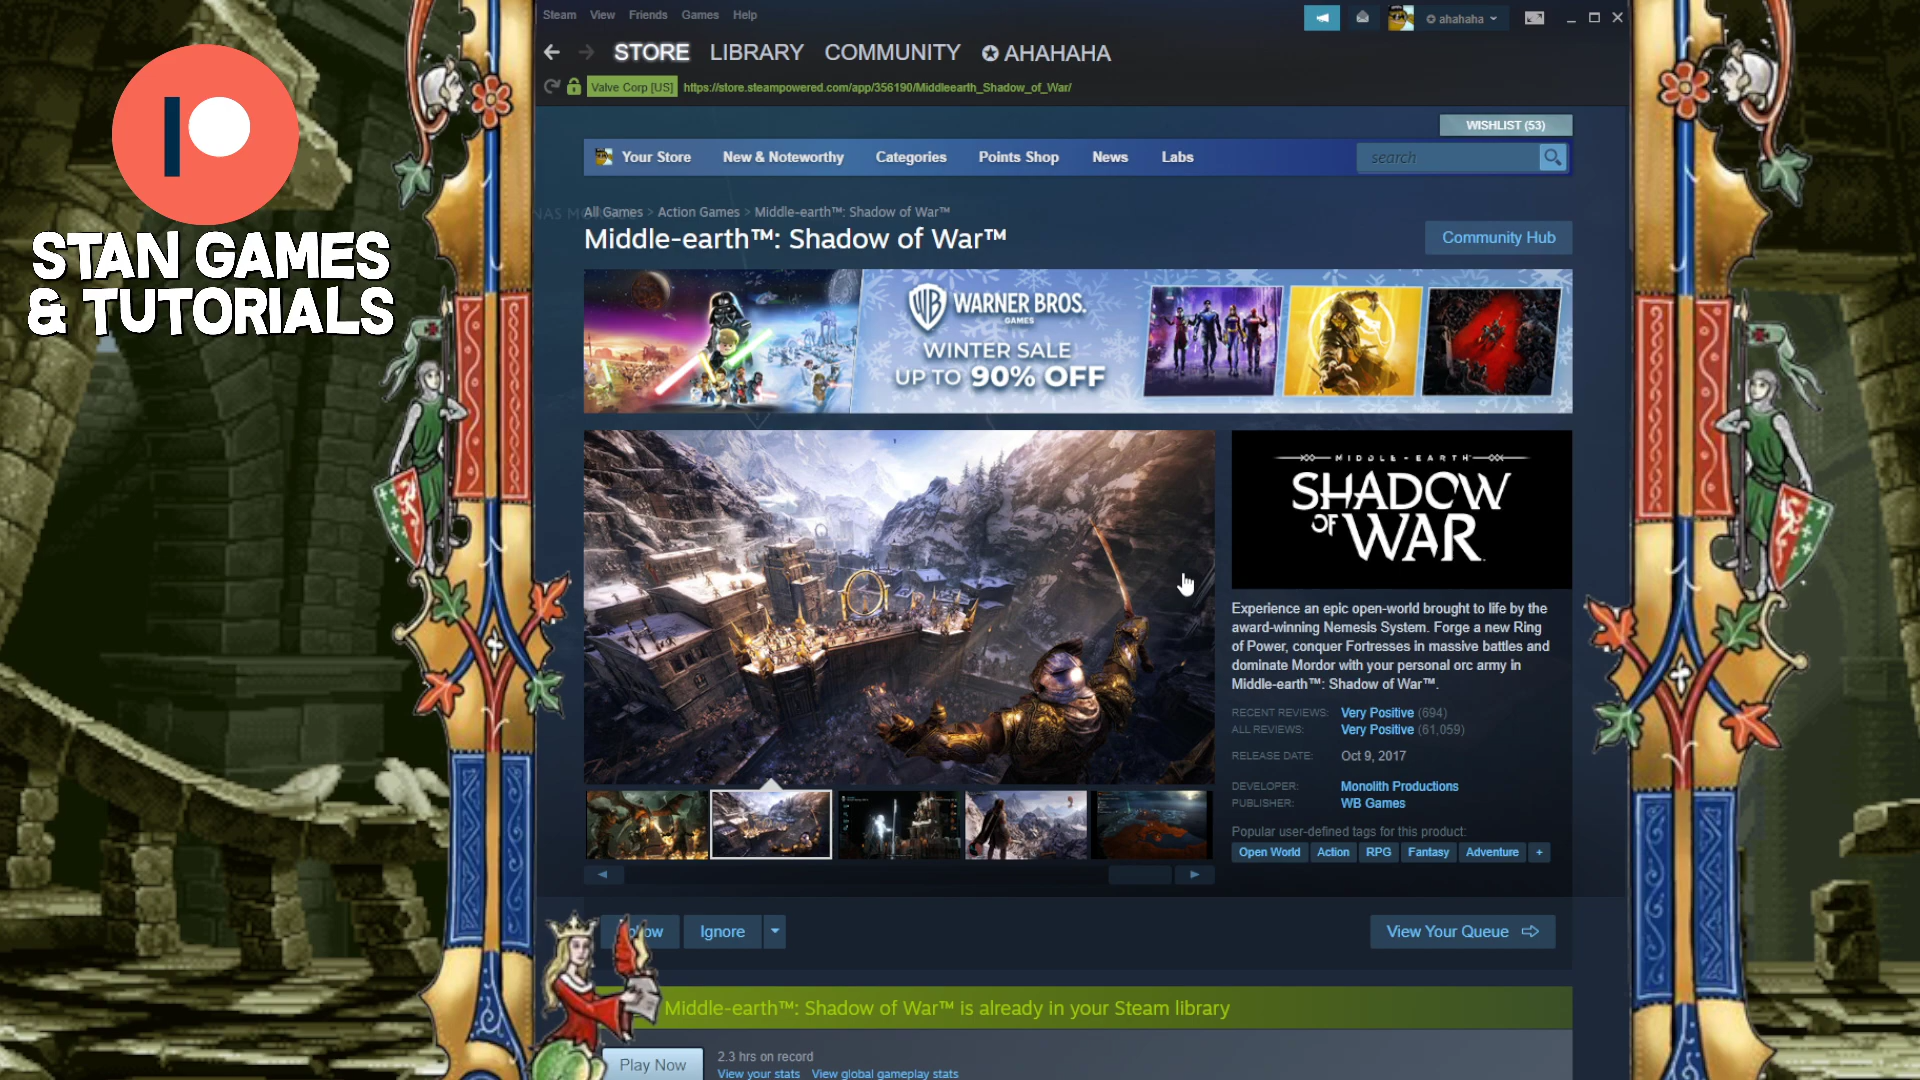 STAN GAMES
& TUTORIALS
Steam View Friends Games Help
ahahaha
STORE LIBRARY COMMUNITY AHAHAHA
Valve Corp [US] https://store.steampowered.com/app/356190/Middleearth_Shadow_of_War/
WISHLIST (53)
Your Store New & Noteworthy Categories Points Shop News Labs search
All Games > Action Games > Middle-earth™: Shadow of War™
Middle-earth™: Shadow of War™
Community Hub
WB WARNER BROS.
GAMES
WINTER SALE
UP TO 90% OFF
4
MIDDLE-EARTH
SHADOW
OF WAR
Experience an epic open-world brought to life by the
award-winning Nemesis System. Forge a new Ring
of Power, conquer Fortresses in massive battles and
dominate Mordor with your personal orc army in
Middle-earth™: Shadow of War™.
RECENT REVIEWS: Very Positive (694)
ALL REVIEWS: Very Positive (61,059)
RELEASE DATE: Oct 9, 2017
DEVELOPER: Monolith Productions
PUBLISHER: WB Games
Popular user-defined tags for this product:
Open World Action RPG Fantasy Adventure +
Ignore
View Your Queue
Middle-earth™: Shadow of War™ is already in your Steam library
Play Now
2.3 hrs on record
View your stats View global gameplay stats